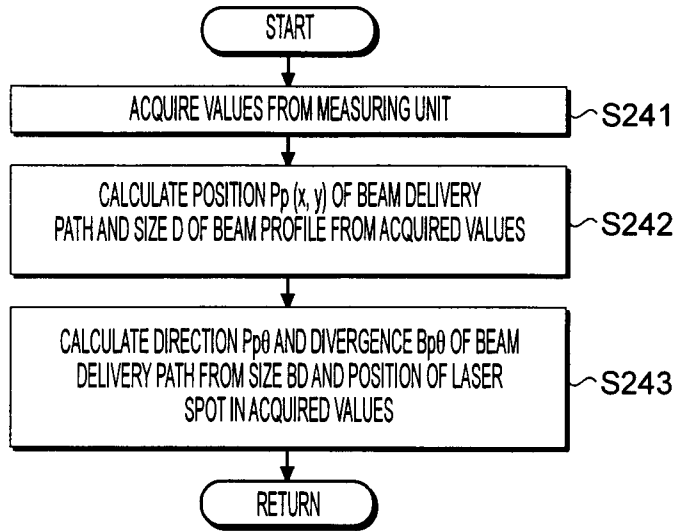 START
ACQUIRE VALUES FROM MEASURING UNIT
S241
CALCULATE POSITION Pp (x, y) OF BEAM DELIVERY
PATH AND SIZE D OF BEAM PROFILE FROM ACQUIRED VALUES
S242
CALCULATE DIRECTION Ppθ AND DIVERGENCE Bpθ OF BEAM
DELIVERY PATH FROM SIZE BD AND POSITION OF LASER
SPOT IN ACQUIRED VALUES
S243
RETURN